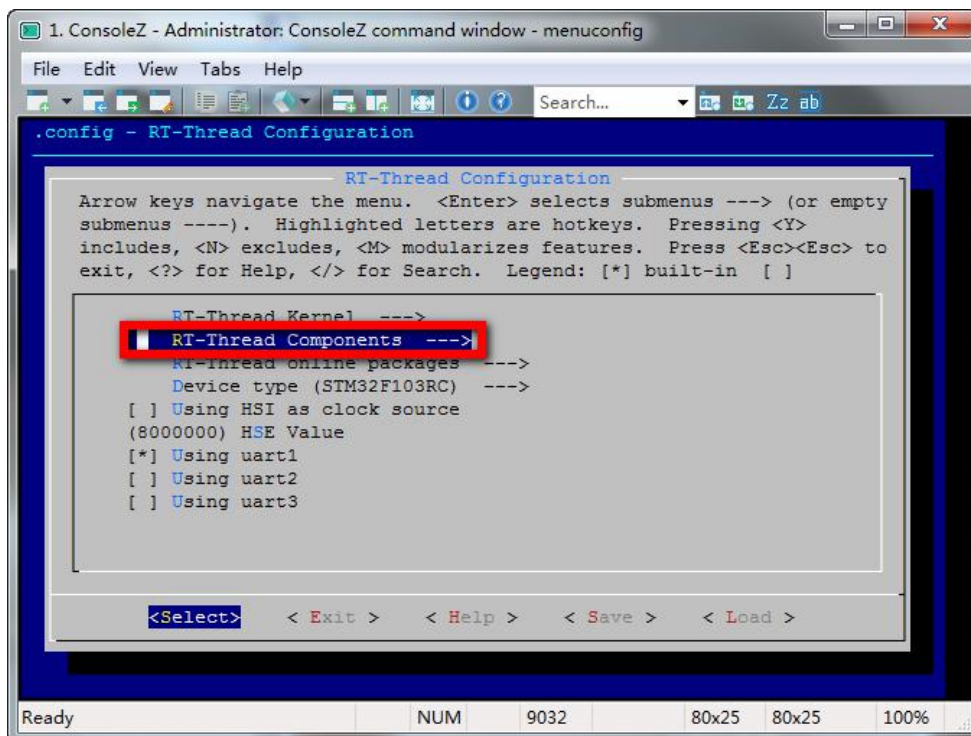 1. ConsoleZ - Administrator: ConsoleZ command window - menuconfig
File Edit View Tabs Help
Search...
Zz ab
.config - RT-Thread Configuration
RT-Thread Configuration
Arrow keys navigate the menu. <Enter> selects submenus ---> (or empty
submenus ----). Highlighted letters are hotkeys. Pressing <Y>
includes, <N> excludes, <M> modularizes features. Press <Esc><Esc> to
exit, <?> for Help, </> for Search. Legend: [*] built-in [ ]
RT-Thread Kernel --->
RT-Thread Components --->
RT-Thread online packages --->
Device type (STM32F103RC) --->
[ ] Using HSI as clock source
(8000000) HSE Value
[*] Using uart1
[ ] Using uart2
[ ] Using uart3
<Select> < Exit > < Help > < Save > < Load >
Ready NUM 9032 80x25 80x25 100%